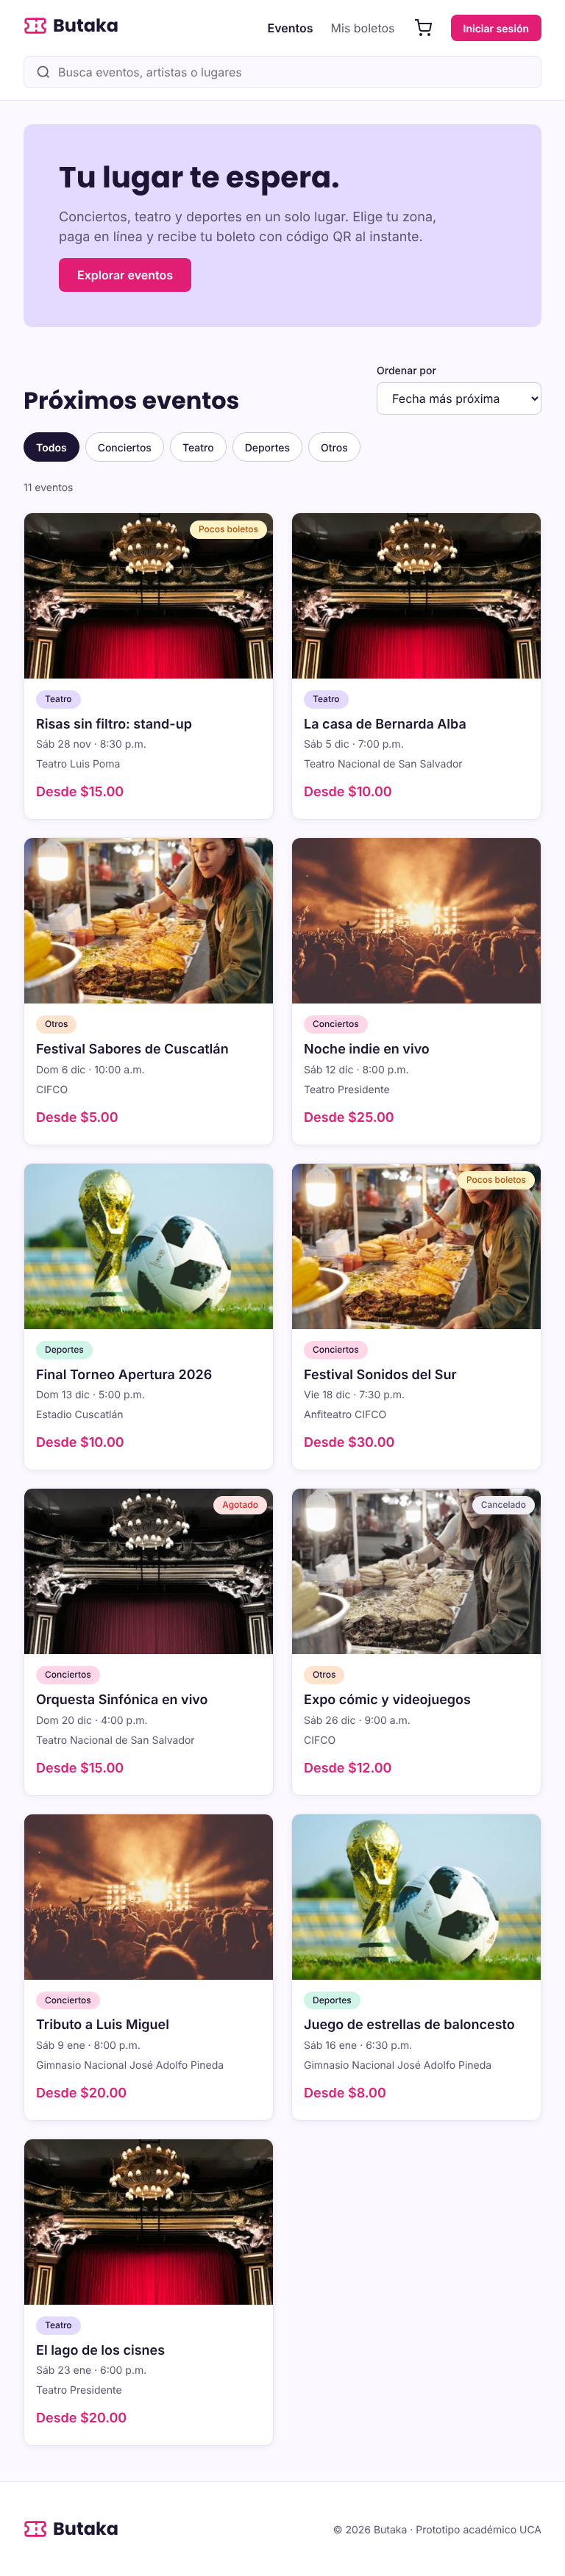 Butaka
Eventos
Mis boletos
Iniciar sesión
Busca eventos, artistas o lugares
Tu lugar te espera.
Conciertos, teatro y deportes en un solo lugar. Elige tu zona,
paga en línea y recibe tu boleto con código QR al instante.
Explorar eventos
Próximos eventos
Ordenar por
Fecha más próxima
Todos
Conciertos
Teatro
Deportes
Otros
11 eventos
Pocos boletos
Teatro
Risas sin filtro: stand-up
Sáb 28 nov · 8:30 p.m.
Teatro Luis Poma
Desde $15.00
Teatro
La casa de Bernarda Alba
Sáb 5 dic · 7:00 p.m.
Teatro Nacional de San Salvador
Desde $10.00
Otros
Festival Sabores de Cuscatlán
Dom 6 dic · 10:00 a.m.
CIFCO
Desde $5.00
Conciertos
Noche indie en vivo
Sáb 12 dic · 8:00 p.m.
Teatro Presidente
Desde $25.00
Deportes
Final Torneo Apertura 2026
Dom 13 dic · 5:00 p.m.
Estadio Cuscatlán
Desde $10.00
Pocos boletos
Conciertos
Festival Sonidos del Sur
Vie 18 dic · 7:30 p.m.
Anfiteatro CIFCO
Desde $30.00
Agotado
Conciertos
Orquesta Sinfónica en vivo
Dom 20 dic · 4:00 p.m.
Teatro Nacional de San Salvador
Desde $15.00
Cancelado
Otros
Expo cómic y videojuegos
Sáb 26 dic · 9:00 a.m.
CIFCO
Desde $12.00
Conciertos
Tributo a Luis Miguel
Sáb 9 ene · 8:00 p.m.
Gimnasio Nacional José Adolfo Pineda
Desde $20.00
Deportes
Juego de estrellas de baloncesto
Sáb 16 ene · 6:30 p.m.
Gimnasio Nacional José Adolfo Pineda
Desde $8.00
Teatro
El lago de los cisnes
Sáb 23 ene · 6:00 p.m.
Teatro Presidente
Desde $20.00
Butaka
© 2026 Butaka · Prototipo académico UCA